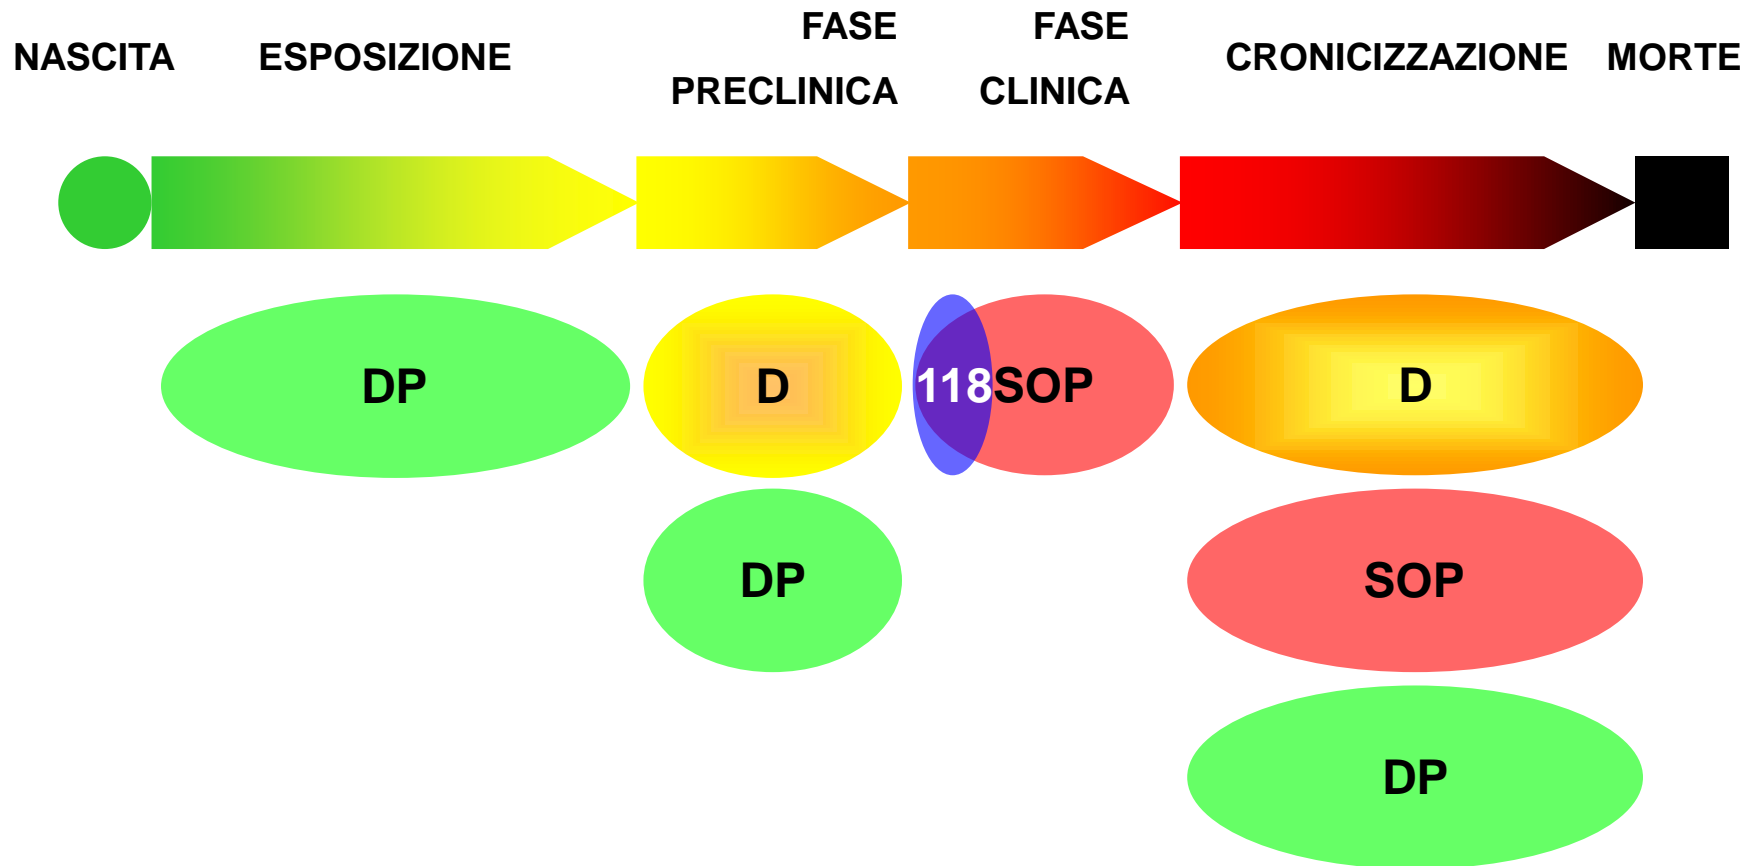 NASCITA
ESPOSIZIONE
FASE
PRECLINICA
FASE
CLINICA
CRONICIZZAZIONE
MORTE
DP
D
118
SOP
D
DP
SOP
DP